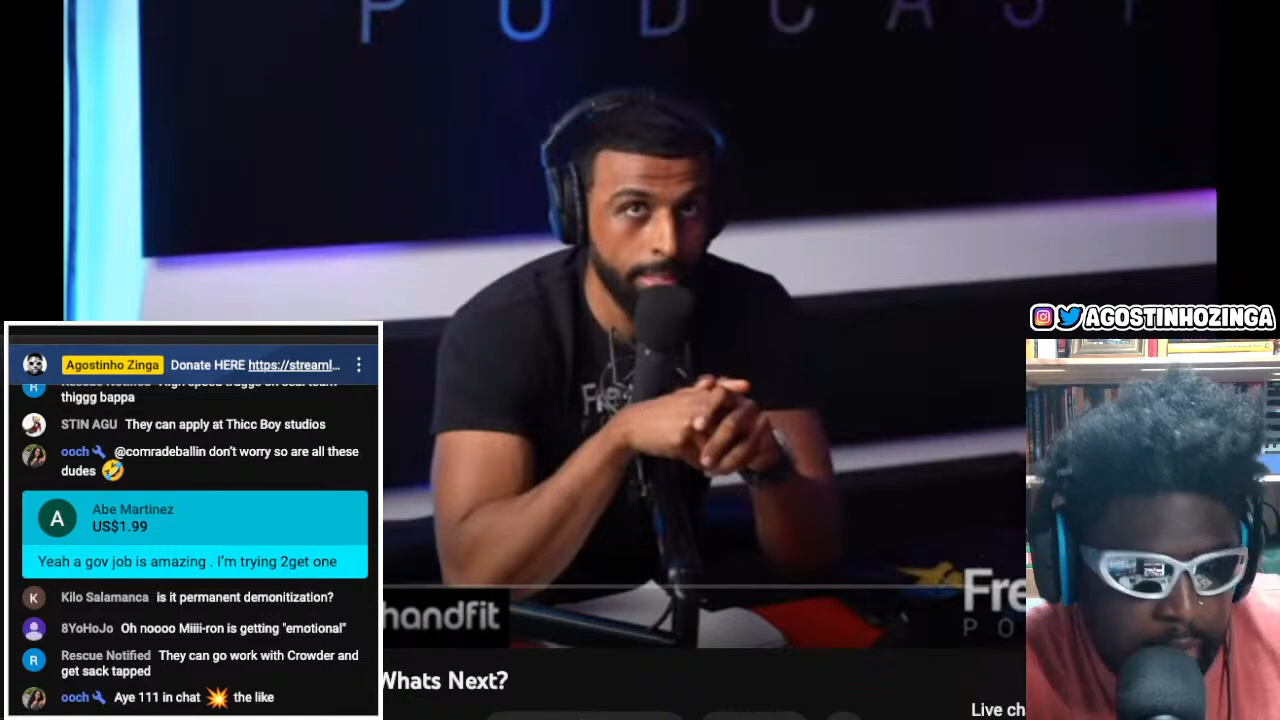 PODCAST
AGOSTINHOZINGA
Agostinho Zinga Donate HERE https://streaml...
thiggg bappa
STIN AGU They can apply at Thicc Boy studios
ooch @comradeballin don't worry so are all these
dudes
A
Abe Martinez
US$1.99
Yeah a gov job is amazing . I'm trying 2get one
K Kilo Salamanca is it permanent demonitization?
8YoHoJo Oh noooo Miiii-ron is getting "emotional"
R Rescue Notified They can go work with Crowder and
get sack tapped
ooch Aye 111 in chat the like
Fre
handfit
Fre
PO
Whats Next?
Live ch